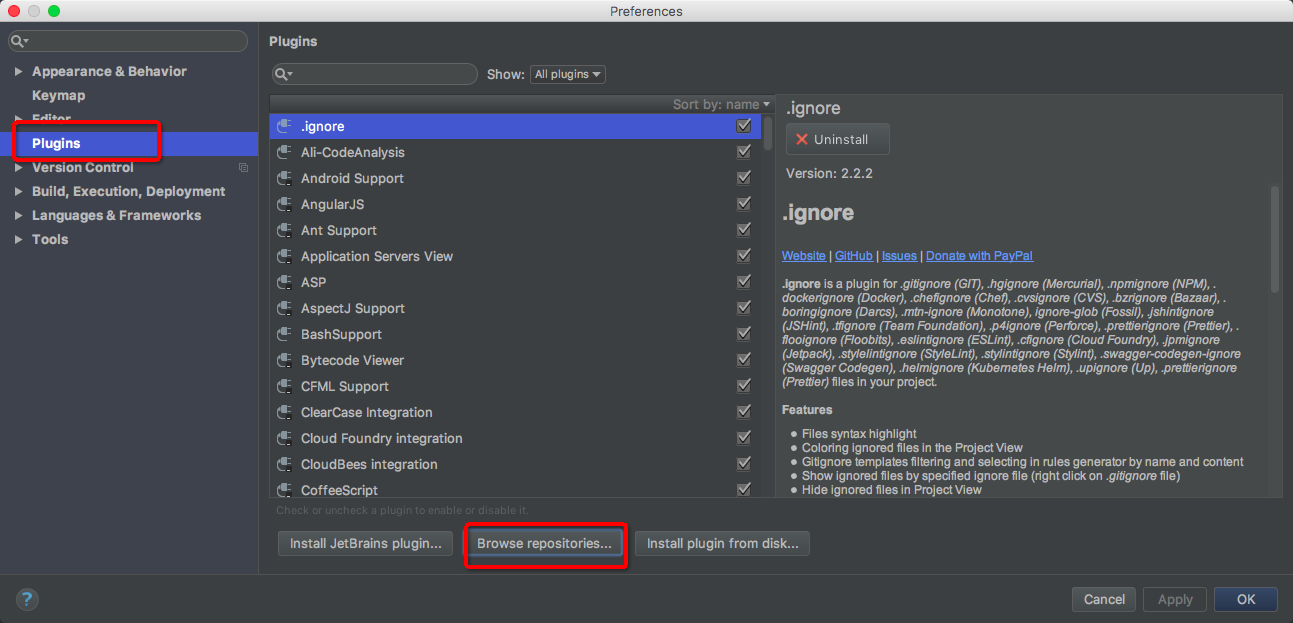 Preferences
Appearance & Behavior
Keymap
Editor
Plugins
Version Control
Build, Execution, Deployment
Languages & Frameworks
Tools
Plugins
Show: All plugins
Sort by: name
.ignore
Ali-CodeAnalysis
Android Support
AngularJS
Ant Support
Application Servers View
ASP
AspectJ Support
BashSupport
Bytecode Viewer
CFML Support
ClearCase Integration
Cloud Foundry integration
CloudBees integration
CoffeeScript
Check or uncheck a plugin to enable or disable it.
Install JetBrains plugin...
Browse repositories...
Install plugin from disk...
.ignore
Uninstall
Version: 2.2.2
.ignore
Website | GitHub | Issues | Donate with PayPal
.ignore is a plugin for .gitignore (GIT), .hgignore (Mercurial), .npmignore (NPM), .
dockerignore (Docker), .chefignore (Chef), .cvsignore (CVS), .bzrignore (Bazaar), .
boringignore (Darcs), .mtn-ignore (Monotone), ignore-glob (Fossil), .jshintignore
(JSHint), .tfignore (Team Foundation), .p4ignore (Perforce), .prettierignore (Prettier), .
flooignore (Floobits), .eslintignore (ESLint), .cfignore (Cloud Foundry), .jpmignore
(Jetpack), .stylelintignore (StyleLint), .stylintignore (Stylint), .swagger-codegen-ignore
(Swagger Codegen), .helmignore (Kubernetes Helm), .upignore (Up), .prettierignore
(Prettier) files in your project.
Features
● Files syntax highlight
● Coloring ignored files in the Project View
● Gitignore templates filtering and selecting in rules generator by name and content
● Show ignored files by specified ignore file (right click on .gitignore file)
● Hide ignored files in Project View
?
Cancel
Apply
OK